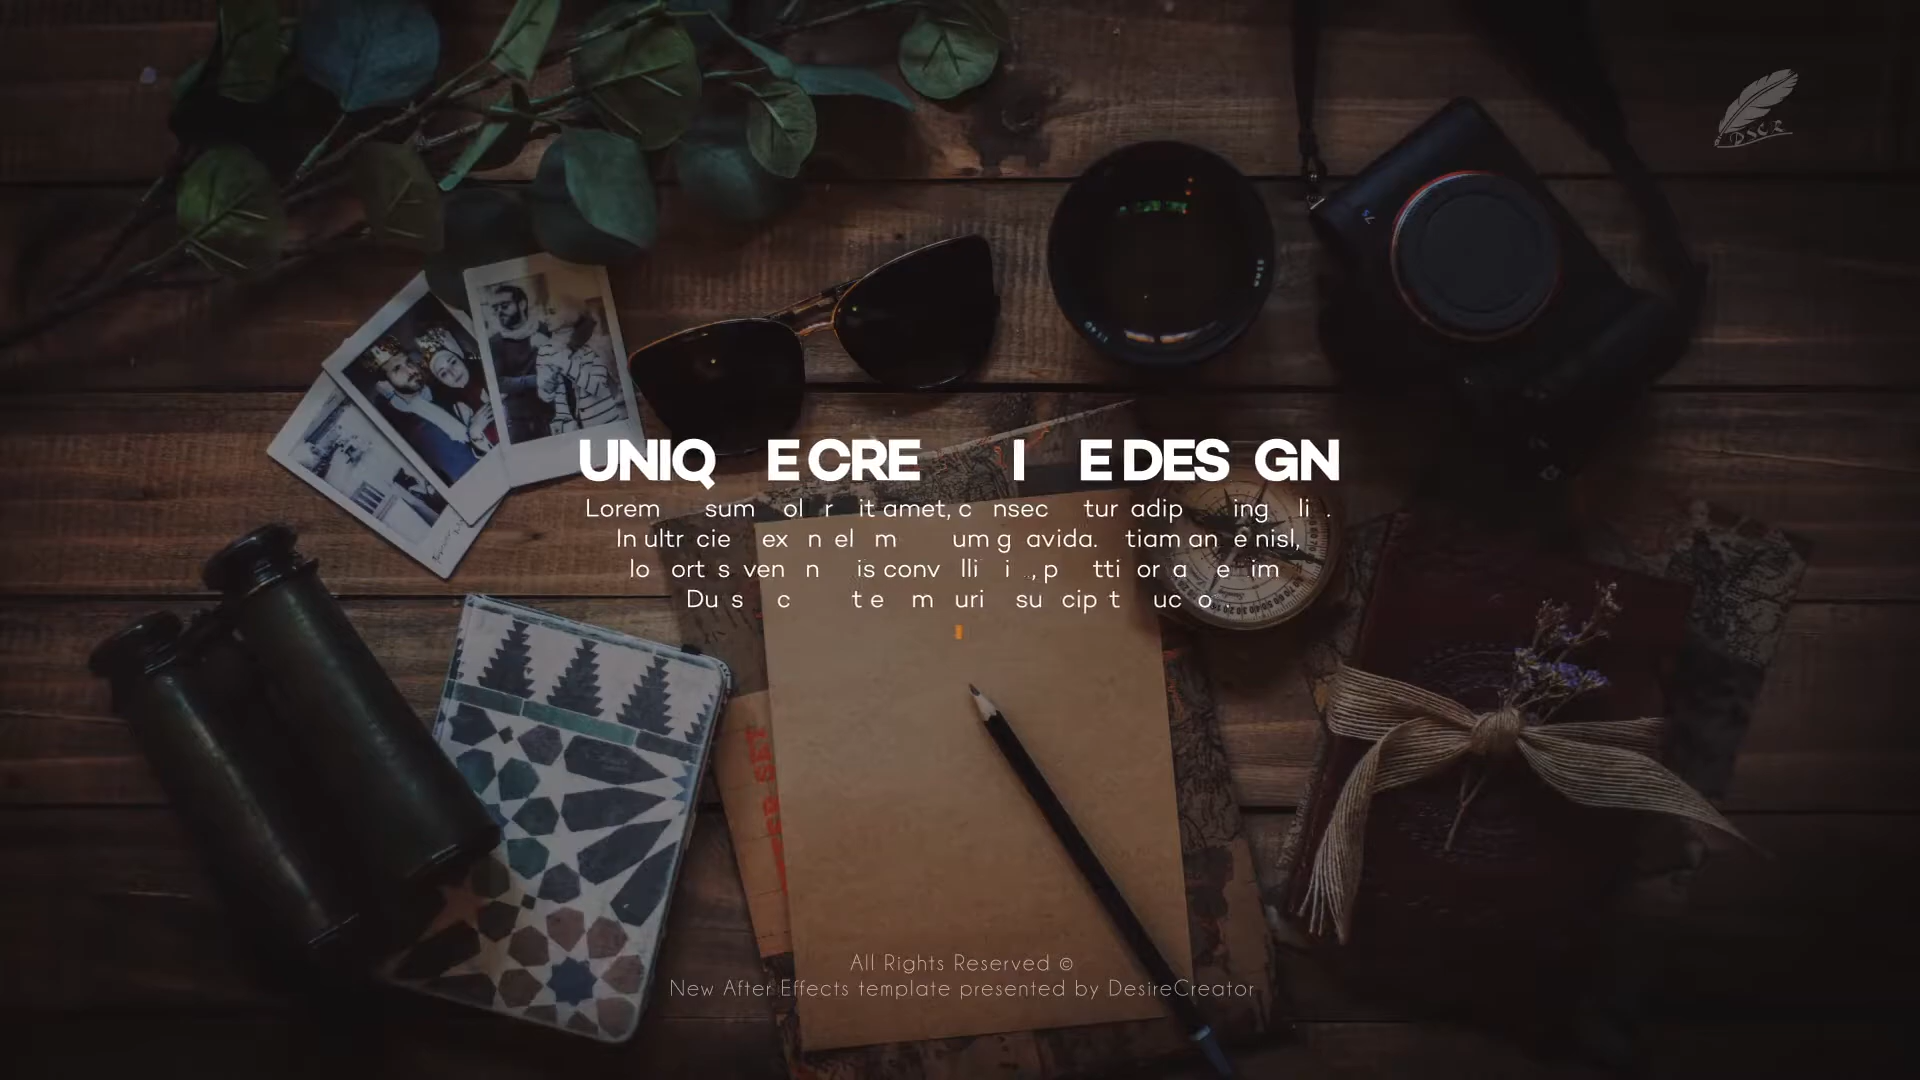 DSCR
UNIQ E CRE I E DES GN
Lorem sum ol r it amet, c nsec tur adip ing li .
In ultr cie ex n el m um g avida. tiam an e nisl,
lo ort s ven n is conv lli i ., p tti or a e im
Du s c t e m uri su cip t uc o .
SET
All Rights Reserved ©
New After Effects template presented by DesireCreator